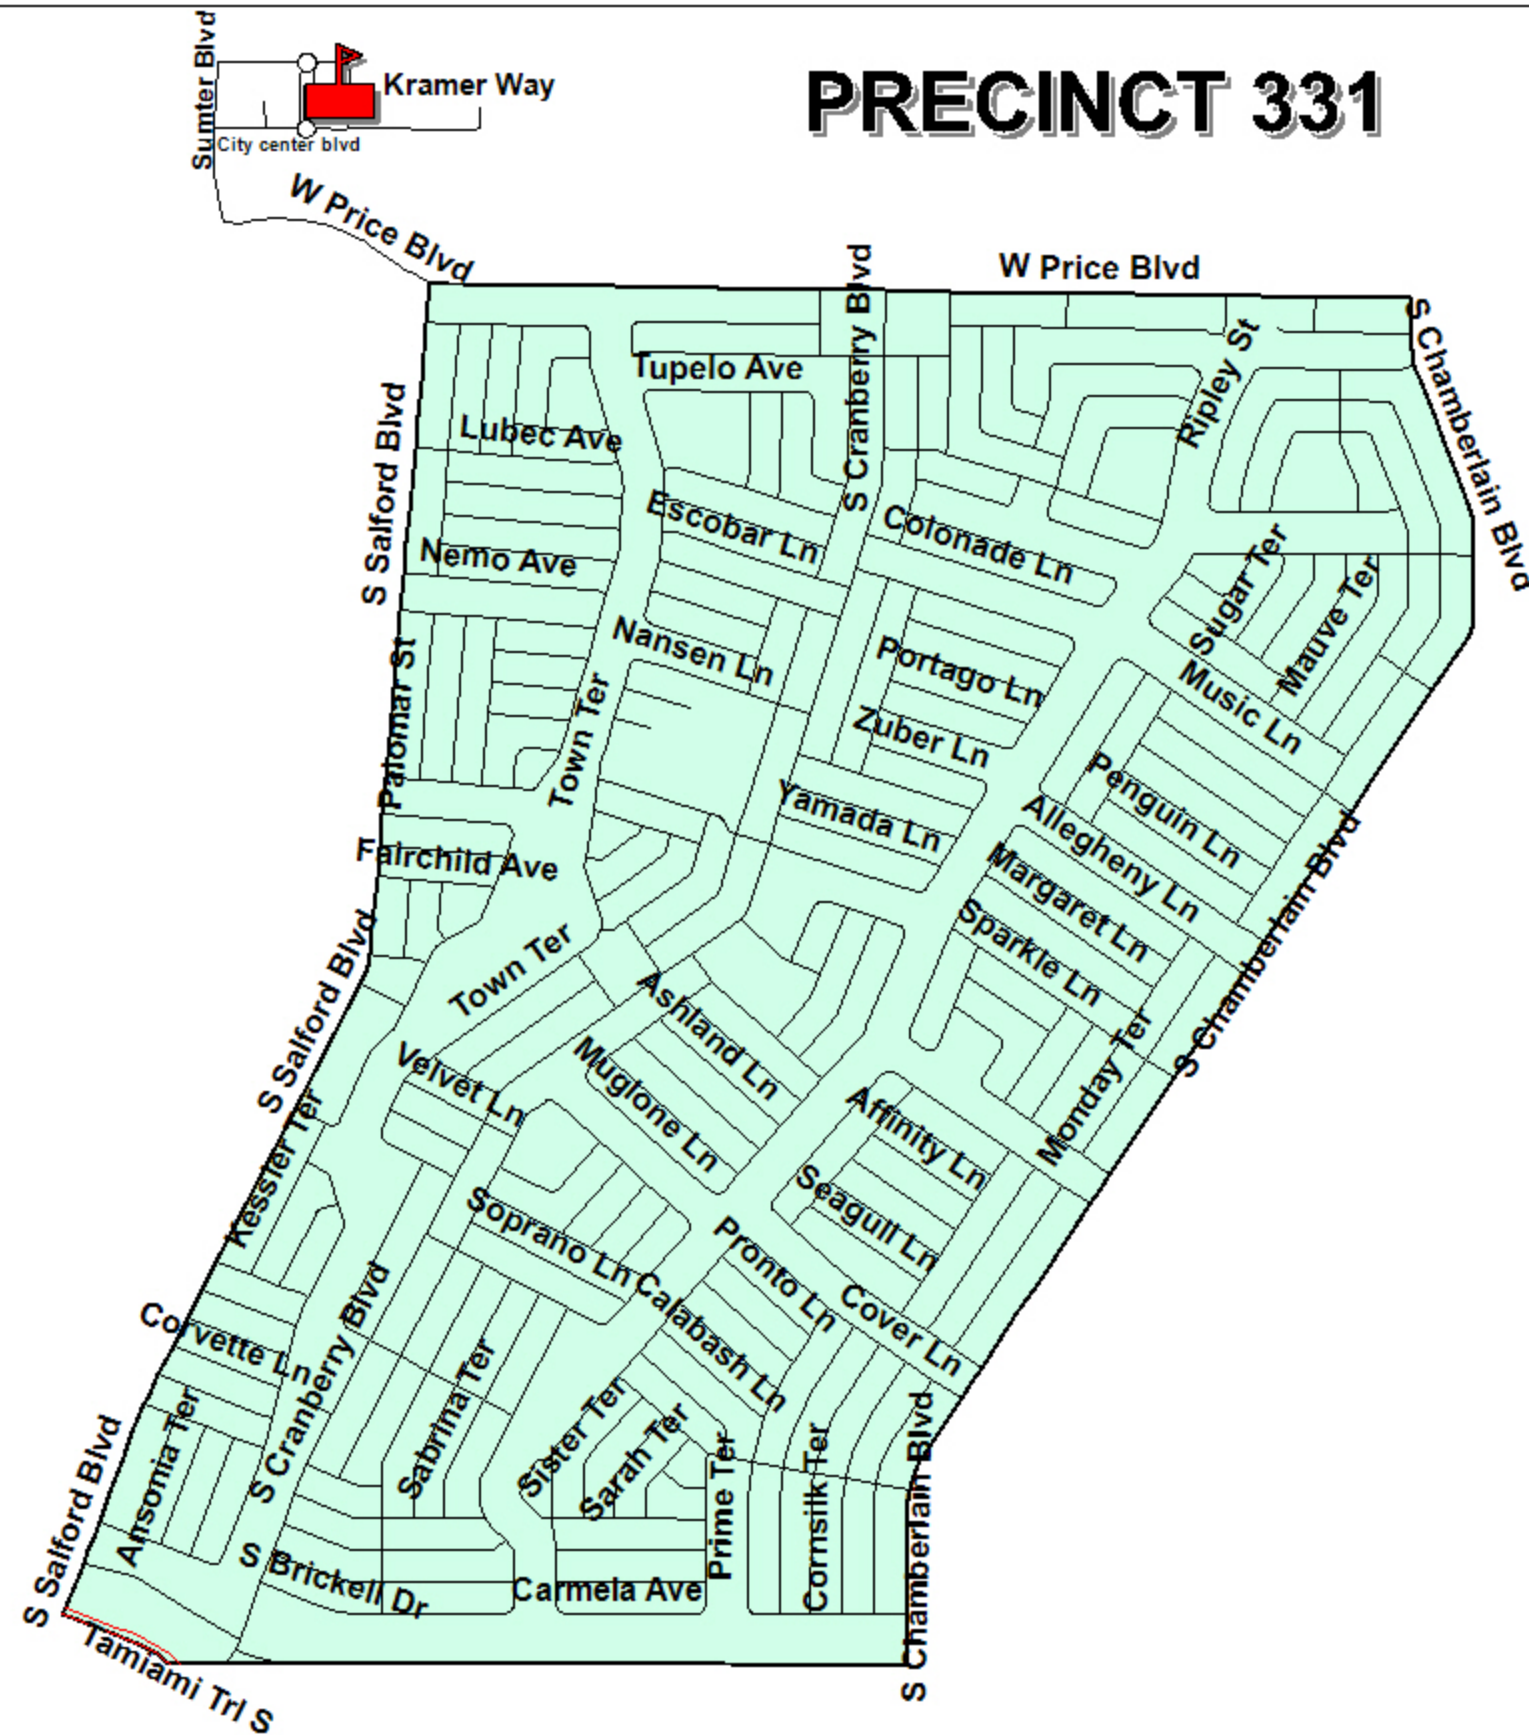 Sumter Blvd
Kramer Way
PRECINCT 331
City center blvd
W Price Blvd
W Price Blvd
S Cranberry Blvd
S Chamberlain Blvd
Ripley St
Tupelo Ave
S Salford Blvd
Lubec Ave
Escobar Ln
Colonade Ln
Nemo Ave
Sugar Ter
Mauve Ter
Nansen Ln
Portago Ln
Palomar St
Town Ter
Music Ln
Zuber Ln
Penguin Ln
Yamada Ln
Allegheny Ln
Fairchild Ave
Margaret Ln
S Chamberlain Blvd
Sparkle Ln
S Salford Blvd
Town Ter
Ashland Ln
Monday Ter
Velvet Ln
Muglone Ln
Affinity Ln
Kessler Ter
Seagull Ln
Soprano Ln
Pronto Ln
Calabash Ln
Cover Ln
Corvette Ln
S Cranberry Blvd
Sabrina Ter
Sister Ter
Sarah Ter
Ansonia Ter
Prime Ter
Cornsilk Ter
S Chamberlain Blvd
S Salford Blvd
S Brickell Dr
Carmela Ave
Tamiami Trl S